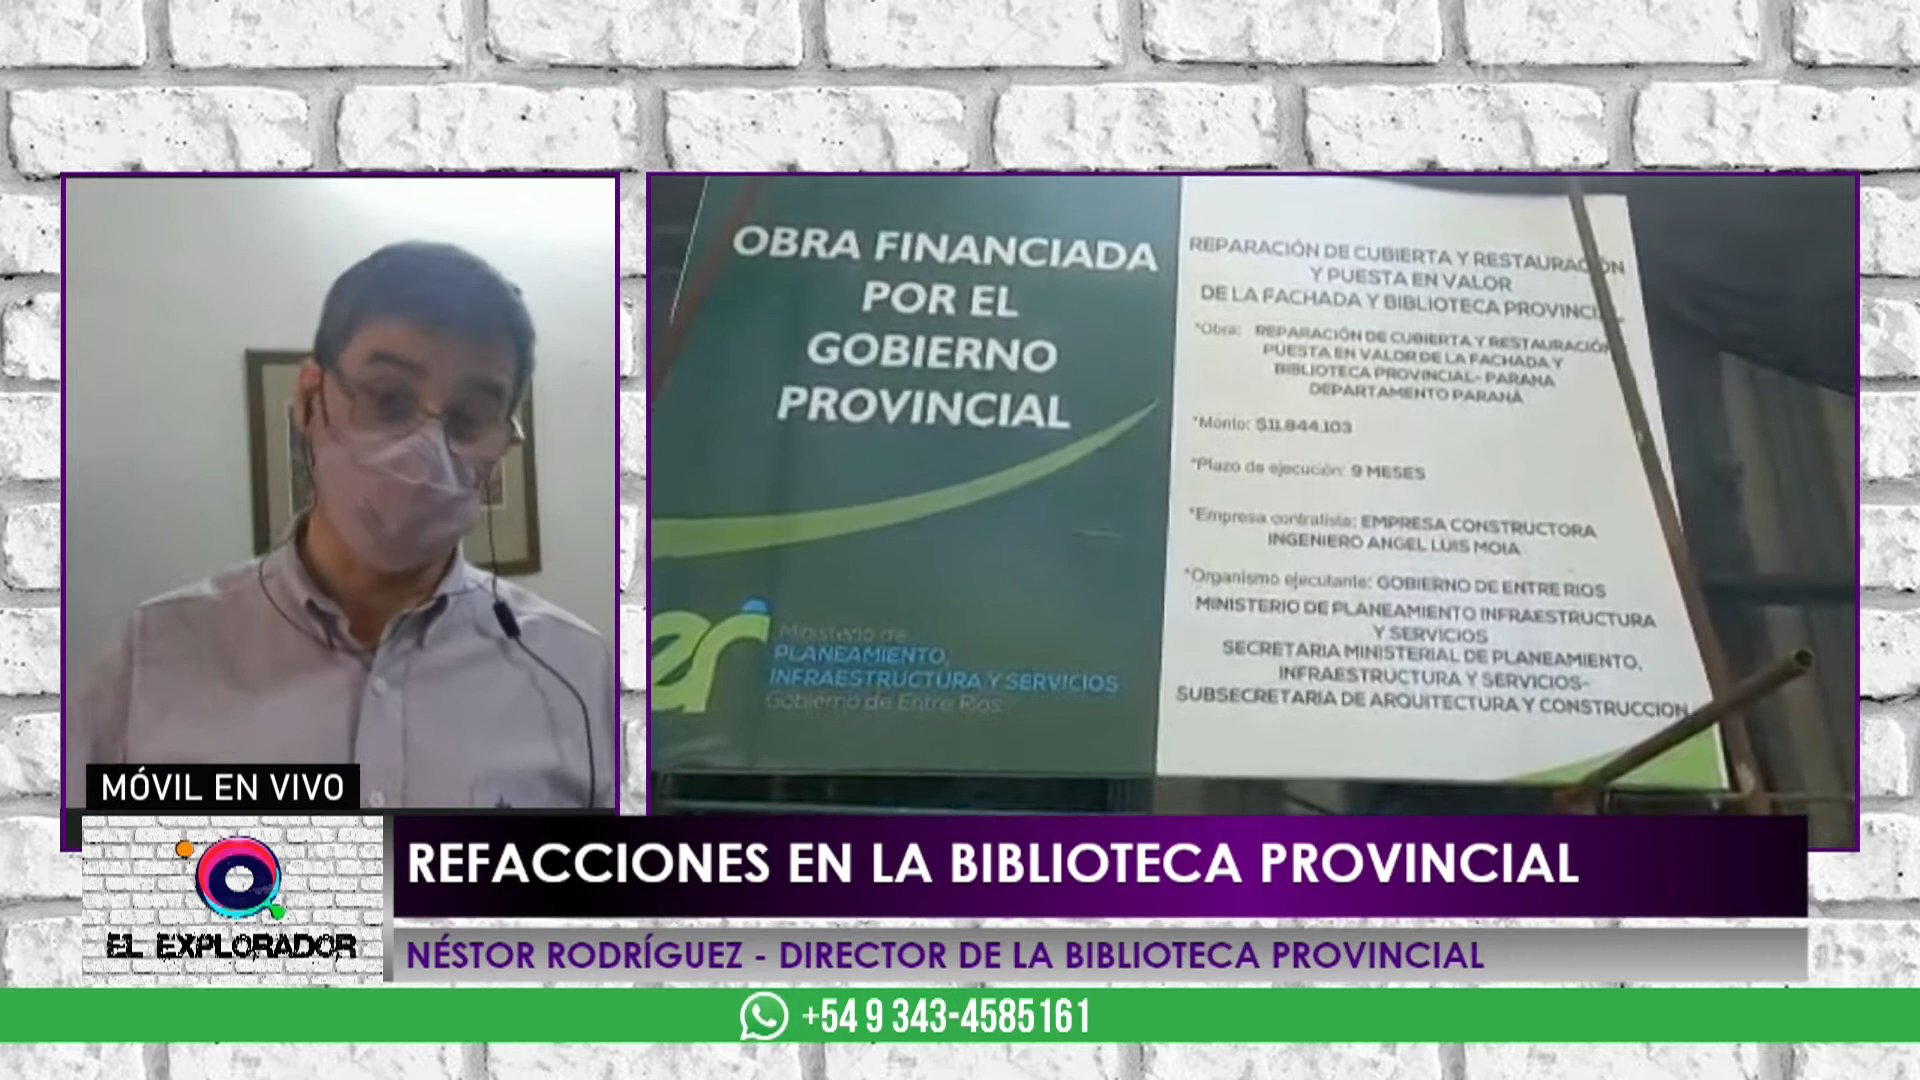 OBRA FINANCIADA
POR EL
GOBIERNO
PROVINCIAL
Ministerio de
PLANEAMIENTO,
INFRAESTRUCTURA Y SERVICIOS
Gobierno de Entre Ríos
REPARACIÓN DE CUBIERTA Y RESTAURACIÓN
Y PUESTA EN VALOR
DE LA FACHADA Y BIBLIOTECA PROVINCIAL
*Obra: REPARACIÓN DE CUBIERTA Y RESTAURACIÓN
PUESTA EN VALOR DE LA FACHADA Y
BIBLIOTECA PROVINCIAL- PARANA
DEPARTAMENTO PARANÁ
*Monto: $11.844.103
*Plazo de ejecución: 9 MESES
*Empresa contratista: EMPRESA CONSTRUCTORA
INGENIERO ANGEL LUIS MOIA
*Organismo ejecutante: GOBIERNO DE ENTRE RIOS
MINISTERIO DE PLANEAMIENTO INFRAESTRUCTURA
Y SERVICIOS
SECRETARIA MINISTERIAL DE PLANEAMIENTO,
INFRAESTRUCTURA Y SERVICIOS-
SUBSECRETARIA DE ARQUITECTURA Y CONSTRUCCION
er
MÓVIL EN VIVO
EL EXPLORADOR
REFACCIONES EN LA BIBLIOTECA PROVINCIAL
NÉSTOR RODRÍGUEZ - DIRECTOR DE LA BIBLIOTECA PROVINCIAL
+54 9 343-4585161